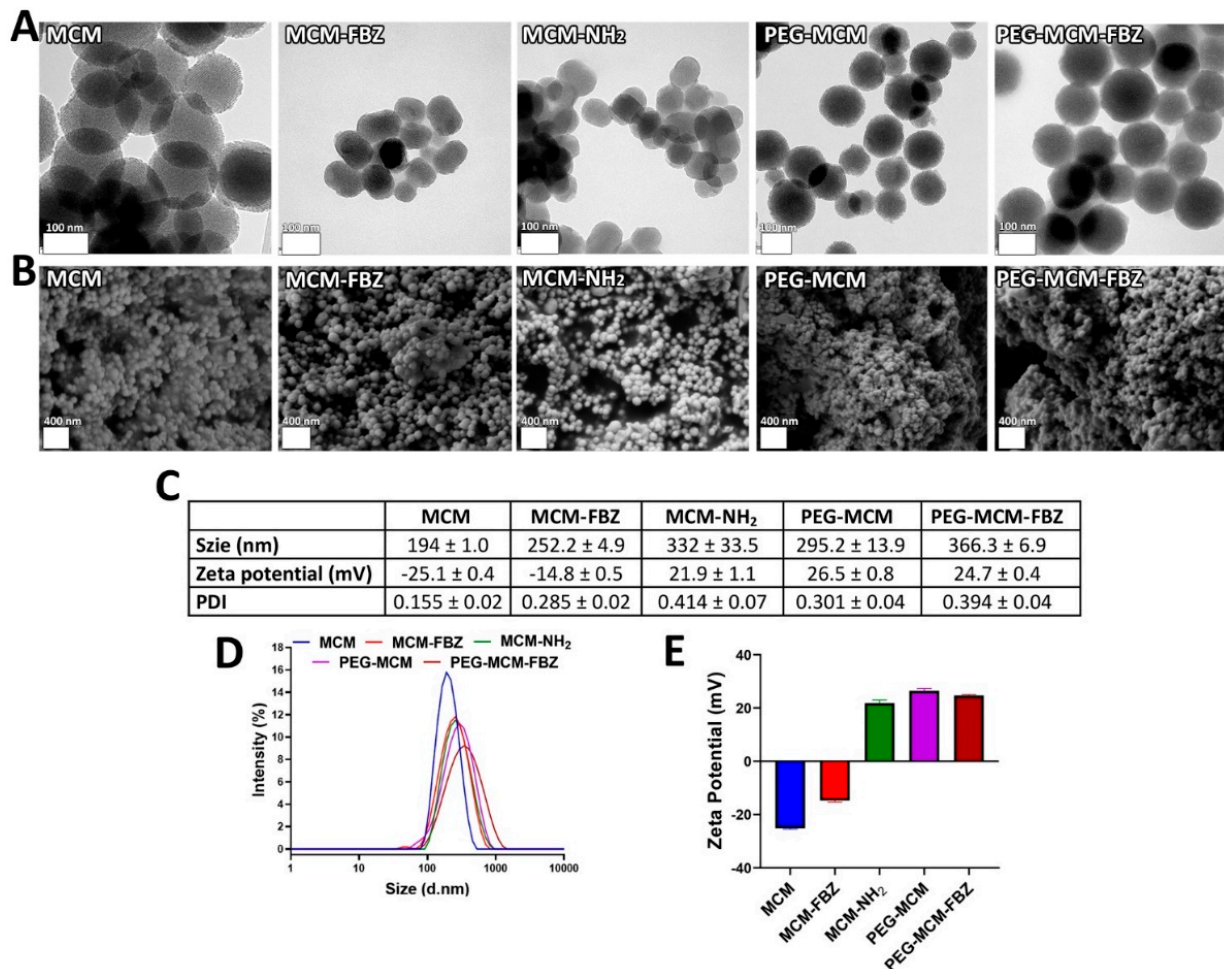 A
MCM MCM-FBZ MCM-NH₂ PEG-MCM PEG-MCM-FBZ
100 nm 100 nm 100 nm 100 nm 100 nm
B
MCM MCM-FBZ MCM-NH₂ PEG-MCM PEG-MCM-FBZ
400 nm 400 nm 400 nm 400 nm 400 nm
C
MCM MCM-FBZ MCM-NH₂ PEG-MCM PEG-MCM-FBZ
Szie (nm) 194 ± 1.0 252.2 ± 4.9 332 ± 33.5 295.2 ± 13.9 366.3 ± 6.9
Zeta potential (mV) -25.1 ± 0.4 -14.8 ± 0.5 21.9 ± 1.1 26.5 ± 0.8 24.7 ± 0.4
PDI 0.155 ± 0.02 0.285 ± 0.02 0.414 ± 0.07 0.301 ± 0.04 0.394 ± 0.04
D
MCM MCM-FBZ MCM-NH₂
PEG-MCM PEG-MCM-FBZ
Intensity (%)
18
16
14
12
10
8
6
4
2
0
1 10 100 1000 10000
Size (d.nm)
E
Zeta Potential (mV)
40
20
0
-20
-40
MCM
MCM-FBZ
MCM-NH₂
PEG-MCM
PEG-MCM-FBZ